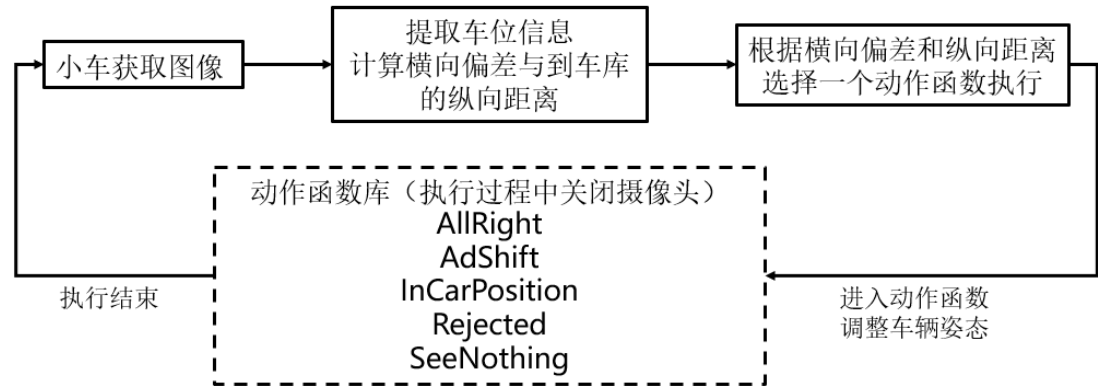 小车获取图像
提取车位信息
计算横向偏差与到车库
的纵向距离
根据横向偏差和纵向距离
选择一个动作函数执行
动作函数库（执行过程中关闭摄像头）
AllRight
AdShift
InCarPosition
Rejected
SeeNothing
执行结束
进入动作函数
调整车辆姿态